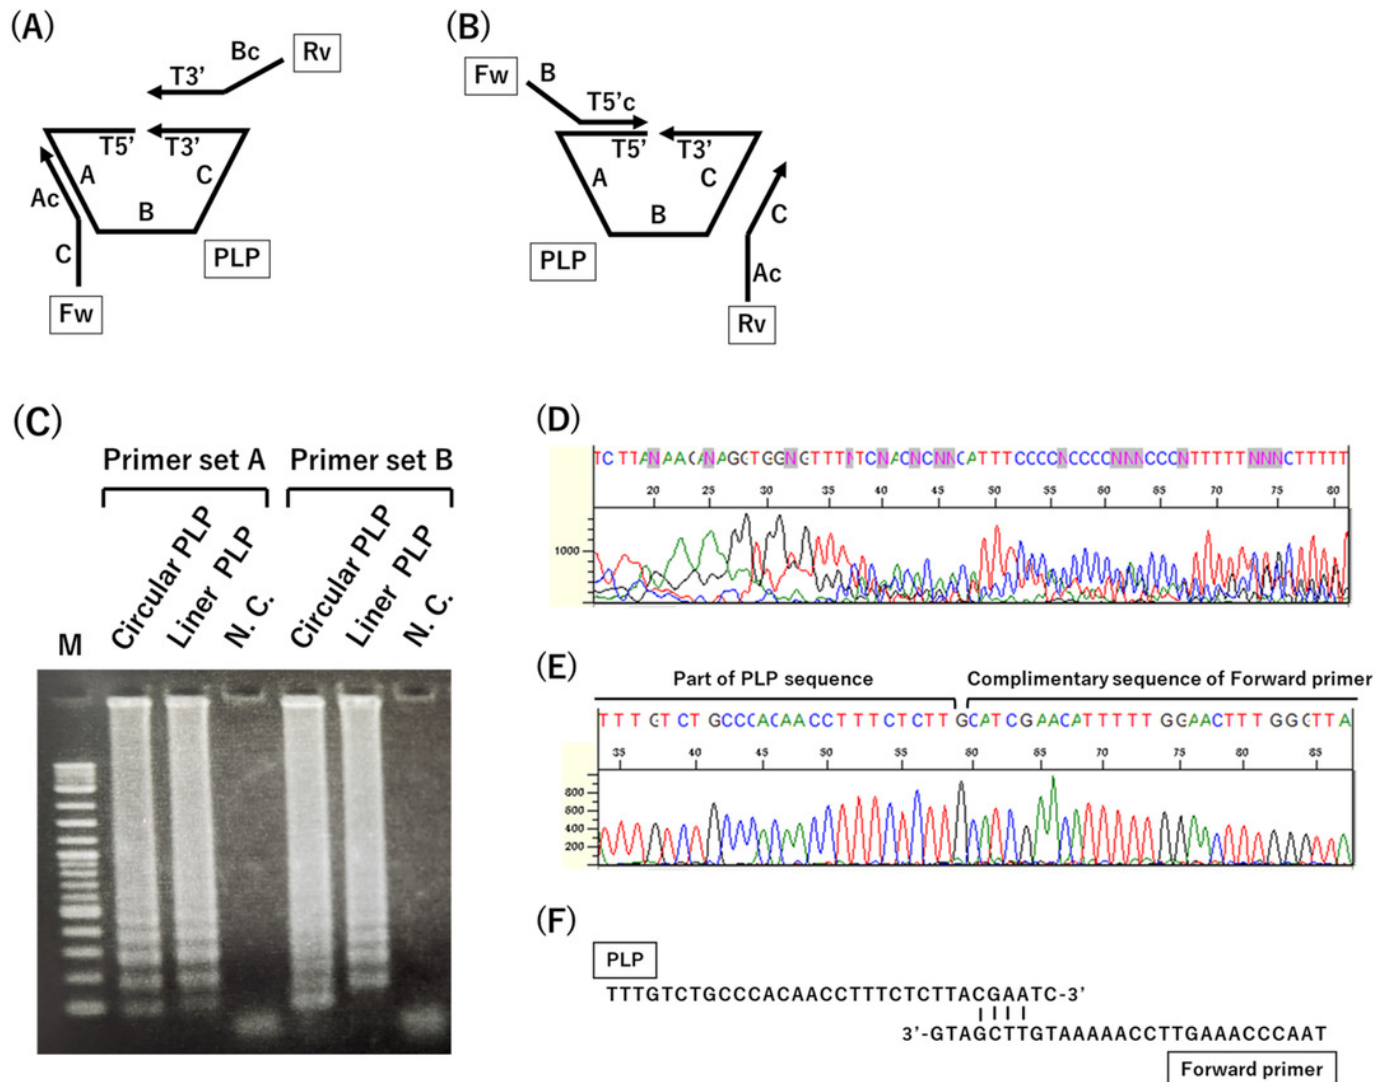 (A)
Bc
Rv
T3'
T5'
T3'
A
C
Ac
B
C
PLP
Fw
(B)
Fw
B
T5'c
T5'
T3'
A
C
B
C
PLP
Ac
Rv
(C)
Primer set A
Primer set B
M
Circular PLP
Liner PLP
N. C.
Circular PLP
Liner PLP
N. C.
(D)
20 25 30 35 40 45 50 55 60 65 70 75 80
1000
(E)
Part of PLP sequence
Complimentary sequence of Forward primer
TTTGTCTGCCCACAACCTTTCTCTTGCATCGAACATTTTTGGAACTTTGGGTTA
35 40 45 50 55 60 65 70 75 80 85
800
600
400
200
(F)
PLP
TTTGTCTGCCCACAACCTTTCTCTTACGAATC-3'
3'-GTAGCTTGTAAAAACCTTGAAACCCAAT
Forward primer